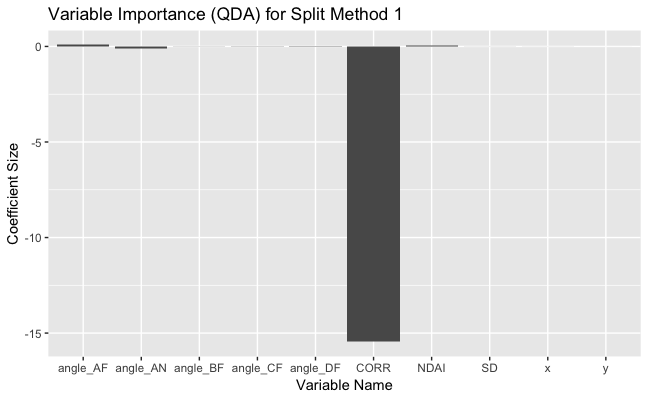 Variable Importance (QDA) for Split Method 1
Coefficient Size
0
-5
-10
-15
angle_AF angle_AN angle_BF angle_CF angle_DF CORR NDAI SD x y
Variable Name